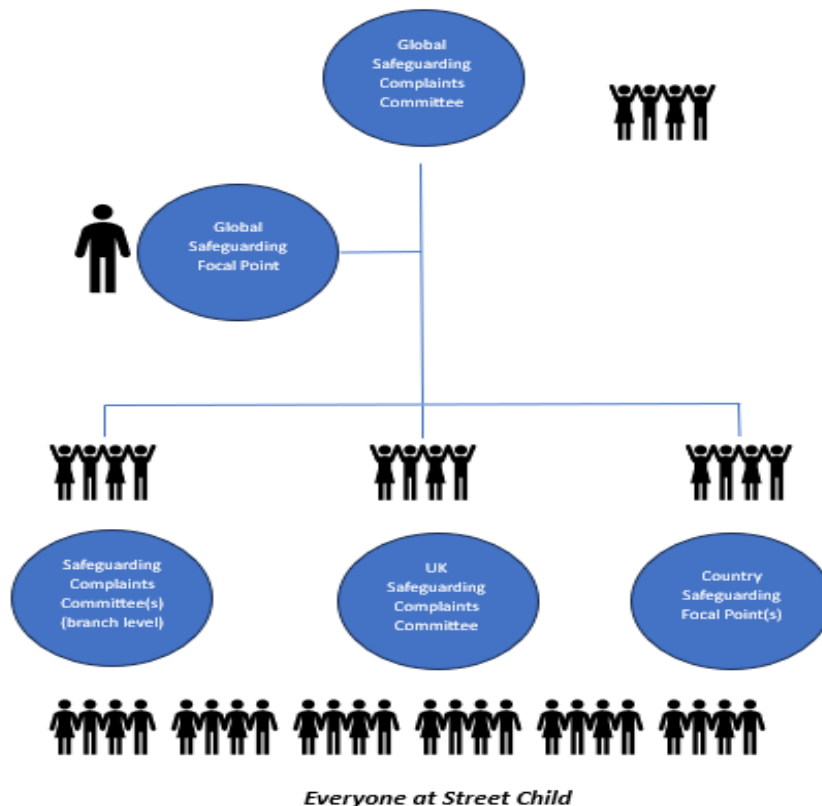 Global
Safeguarding
Complaints
Committee
Global
Safeguarding
Focal Point
Safeguarding
Complaints
Committee(s)
(branch level)
UK
Safeguarding
Complaints
Committee
Country
Safeguarding
Focal Point(s)
Everyone at Street Child